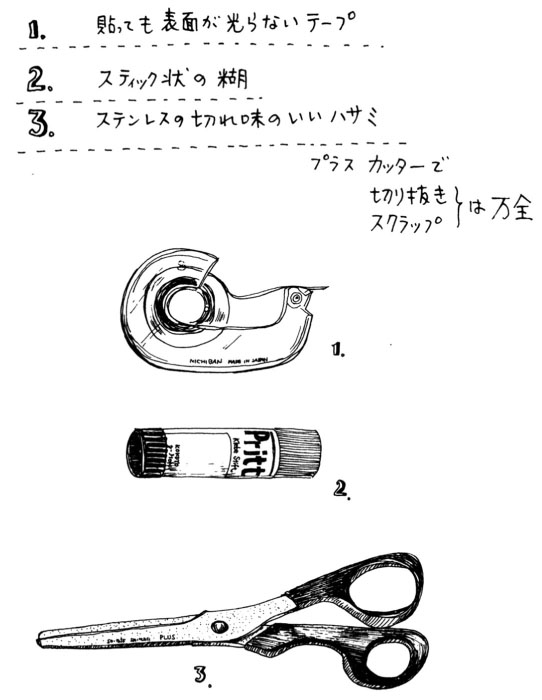 1. 貼っても表面が光らないテープ
2. スティック状の糊
3. ステンレスの切れ味のいいハサミ
プラス カッターで
切り抜き
スクラップ
は万全
NICHIBAN MADE IN JAPAN
1.
Pritt
2.
PLUS
3.